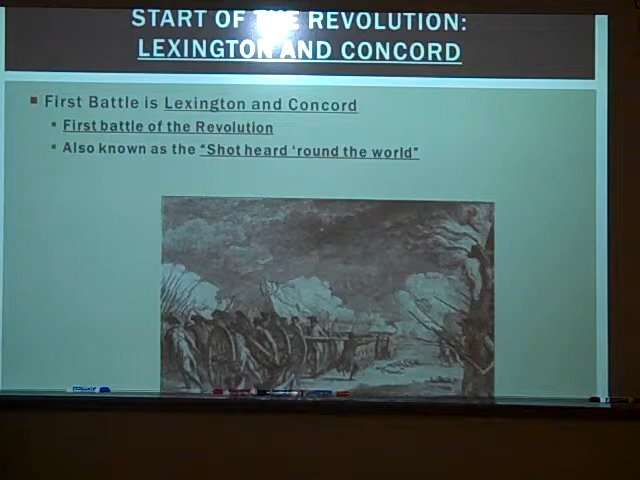 START OF THE REVOLUTION:
LEXINGTON AND CONCORD
First Battle is Lexington and Concord
First battle of the Revolution
Also known as the “Shot heard ‘round the world”